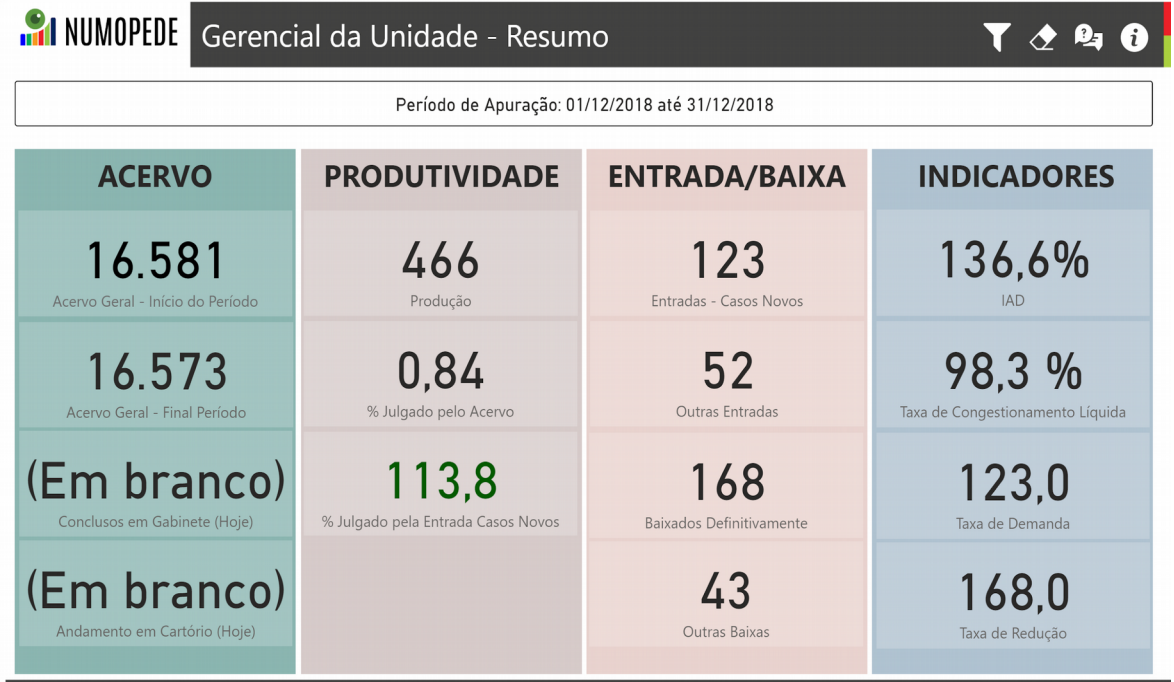 NUMOPEDE
Gerencial da Unidade - Resumo
Período de Apuração: 01/12/2018 até 31/12/2018
ACERVO
16.581
Acervo Geral - Início do Período
16.573
Acervo Geral - Final Período
(Em branco)
Conclusos em Gabinete (Hoje)
(Em branco)
Andamento em Cartório (Hoje)
PRODUTIVIDADE
466
Produção
0,84
% Julgado pelo Acervo
113,8
% Julgado pela Entrada Casos Novos
ENTRADA/BAIXA
123
Entradas - Casos Novos
52
Outras Entradas
168
Baixados Definitivamente
43
Outras Baixas
INDICADORES
136,6%
IAD
98,3 %
Taxa de Congestionamento Líquida
123,0
Taxa de Demanda
168,0
Taxa de Redução